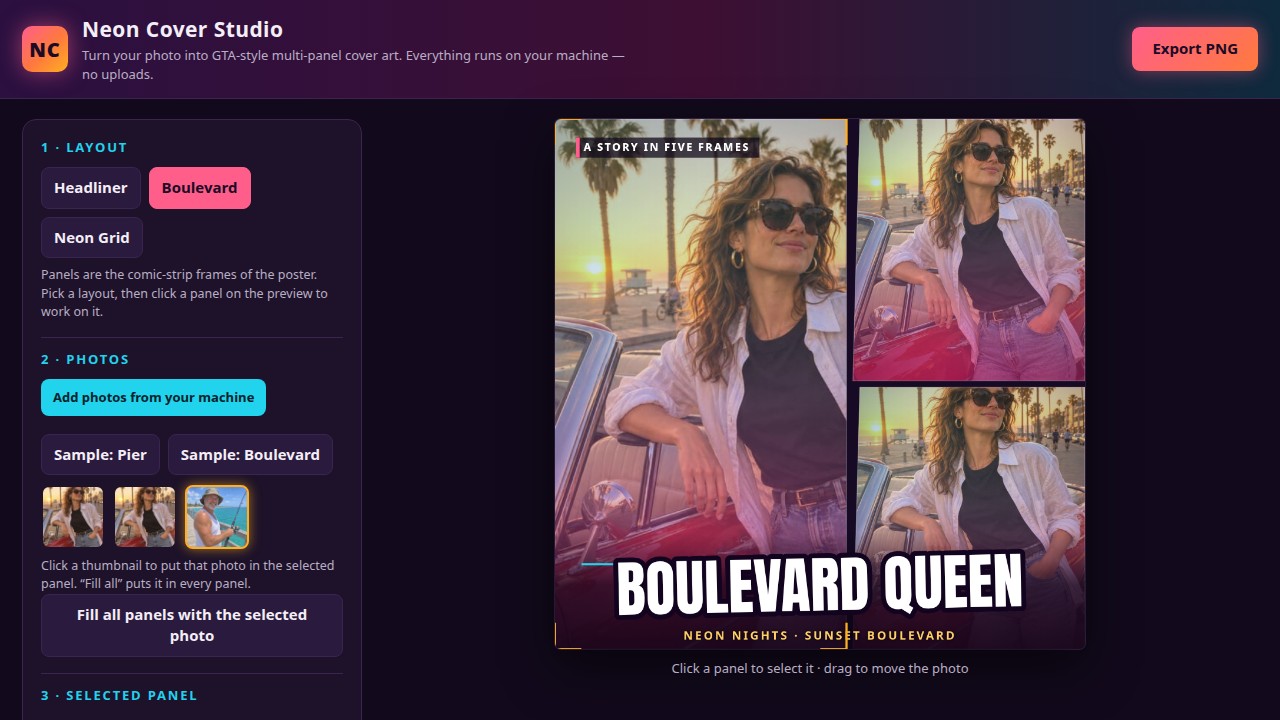 NC
Neon Cover Studio
Turn your photo into GTA-style multi-panel cover art. Everything runs on your machine —
no uploads.
Export PNG
1 · LAYOUT
Headliner
Boulevard
Neon Grid
Panels are the comic-strip frames of the poster.
Pick a layout, then click a panel on the preview to
work on it.
2 · PHOTOS
Add photos from your machine
Sample: Pier
Sample: Boulevard
Click a thumbnail to put that photo in the selected
panel. “Fill all” puts it in every panel.
Fill all panels with the selected
photo
3 · SELECTED PANEL
A STORY IN FIVE FRAMES
BOULEVARD QUEEN
NEON NIGHTS · SUNSET BOULEVARD
Click a panel to select it · drag to move the photo